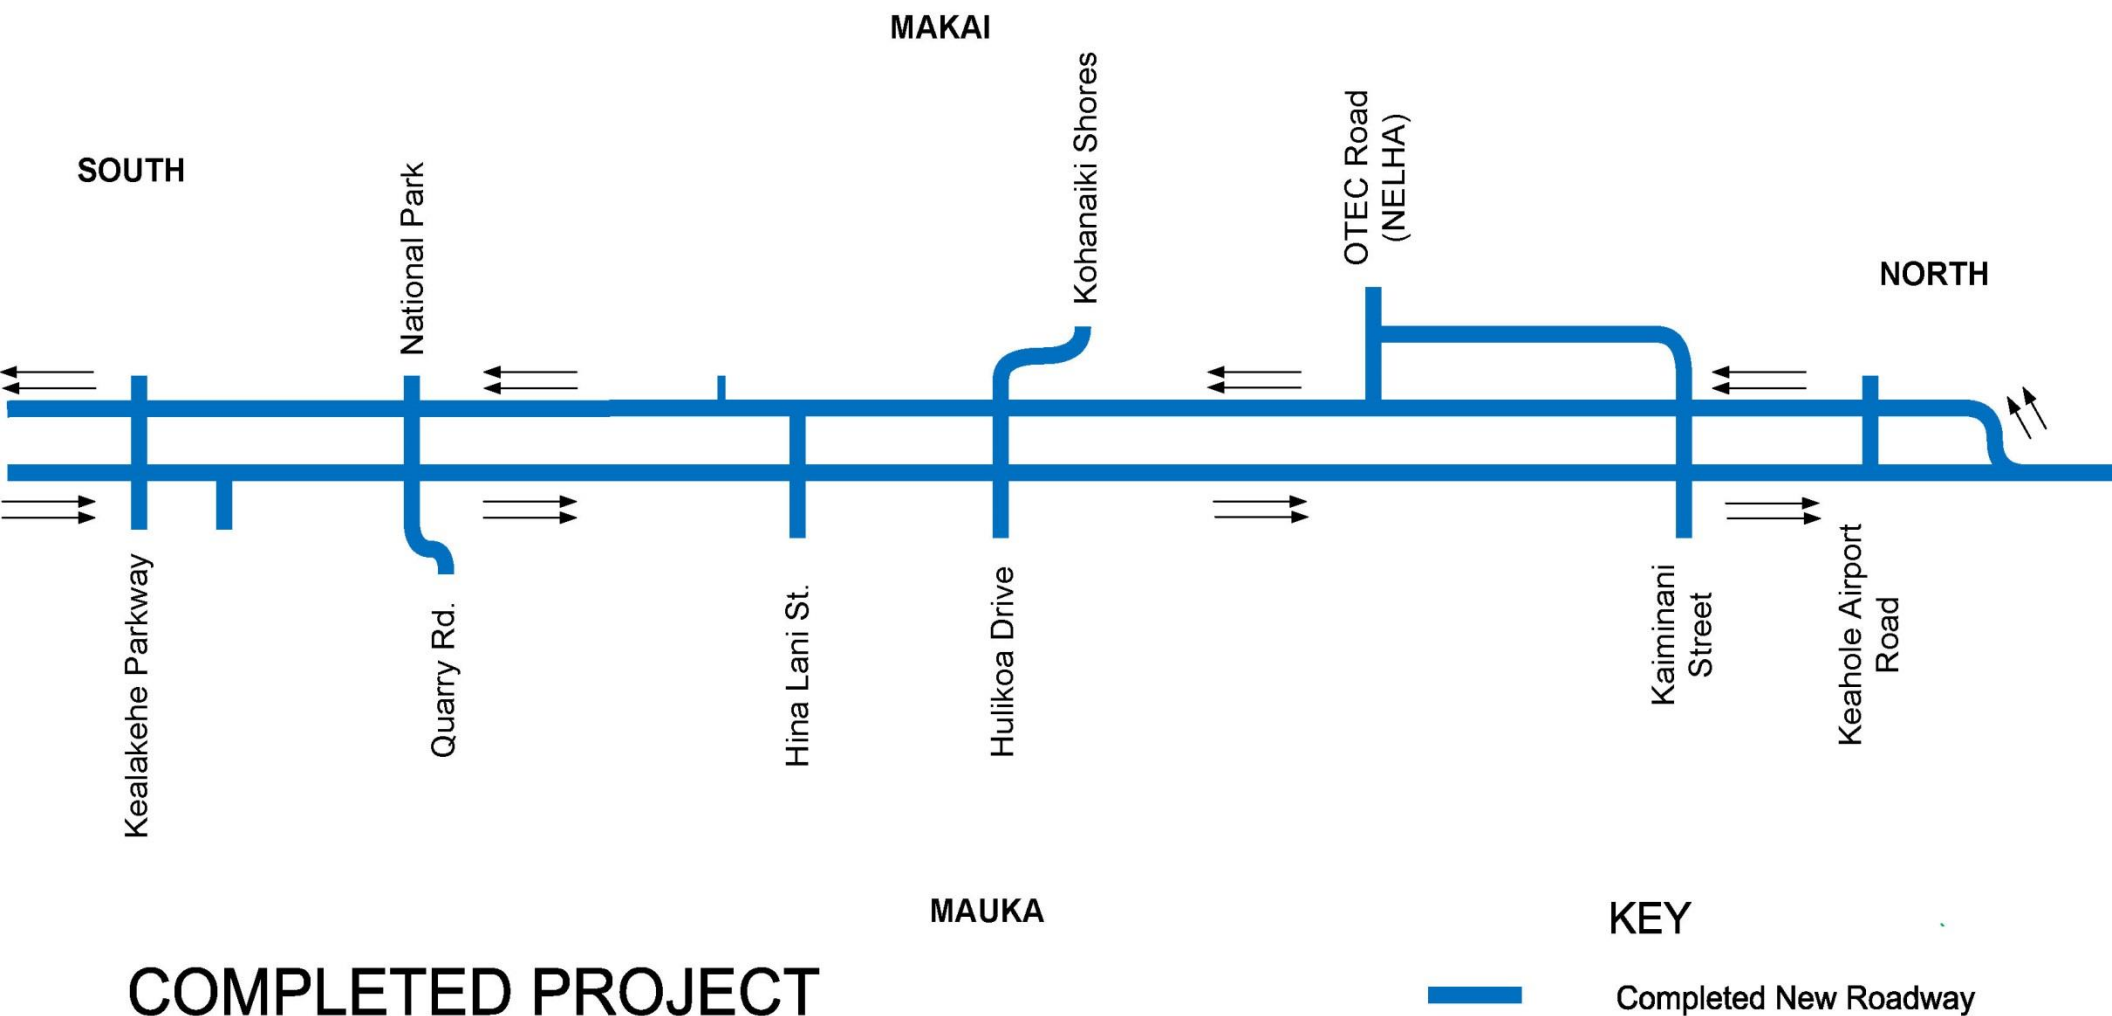 MAKAI
SOUTH
National Park
Kohanaiki Shores
OTEC Road
(NELHA)
NORTH
Kealakehe Parkway
Quarry Rd.
Hina Lani St.
Hulikoa Drive
Kaiminani
Street
Keahole Airport
Road
MAUKA
KEY
COMPLETED PROJECT
Completed New Roadway